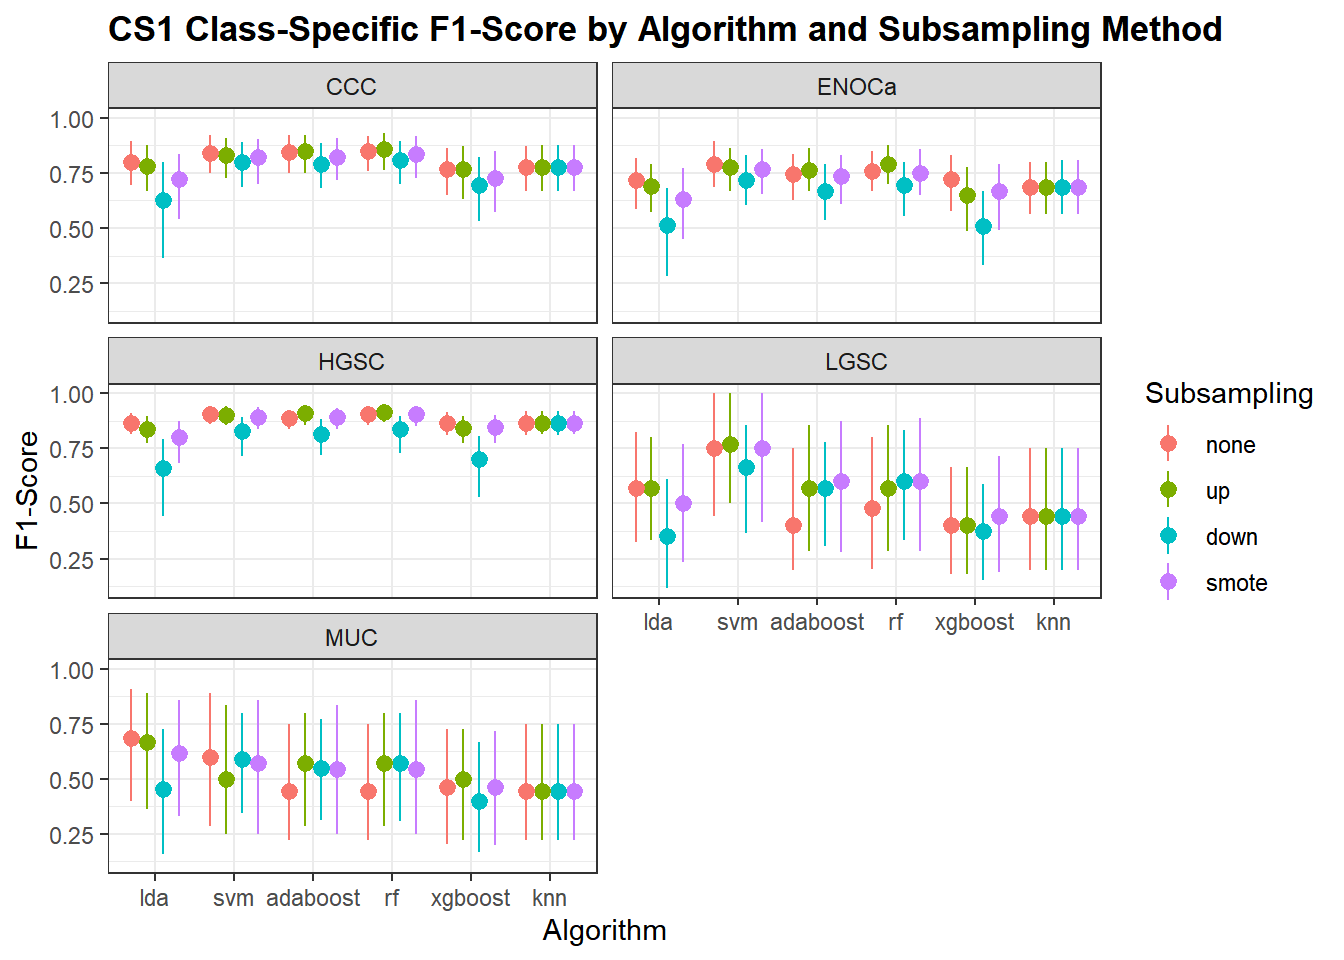 CS1 Class-Specific F1-Score by Algorithm and Subsampling Method
CCC
ENOCa
1.00
0.75
0.50
0.25
HGSC
LGSC
1.00
0.75
0.50
0.25
lda svm adaboost rf xgboost knn
MUC
1.00
0.75
0.50
0.25
lda svm adaboost rf xgboost knn
Algorithm
F1-Score
Subsampling
none
up
down
smote